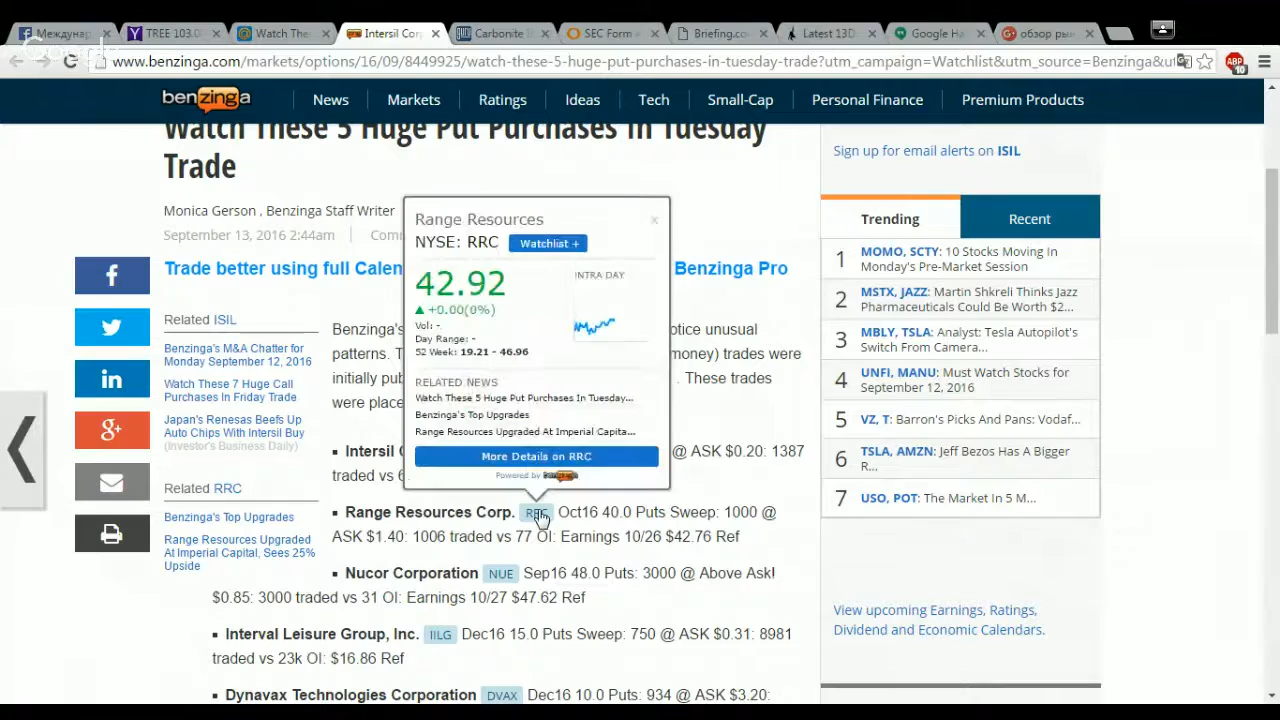 Междунар
TREE 103.0
Watch The
Intersil Cor
Carbonite
SEC Form
Briefing.co
Latest 13D
Google Ha
обзор рын
Google
www.benzinga.com/markets/options/16/09/8449925/watch-these-5-huge-put-purchases-in-tuesday-trade?utm_campaign=Watchlist&utm_source=Benzinga&ut
ABP
10
benzinga
News
Markets
Ratings
Ideas
Tech
Small-Cap
Personal Finance
Premium Products
Watch These 5 Huge Put Purchases In Tuesday
Trade
Monica Gerson , Benzinga Staff Writer
September 13, 2016 2:44am
Comm
Trade better using full Calen
Benzinga Pro
Related ISIL
Benzinga's M&A Chatter for
Monday September 12, 2016
Watch These 7 Huge Call
Purchases In Friday Trade
Japan's Renesas Beefs Up
Auto Chips With Intersil Buy
(Investor's Business Daily)
Related RRC
Benzinga's Top Upgrades
Range Resources Upgraded
At Imperial Capital, Sees 25%
Upside
Benzinga's
otice unusual
patterns. T
money) trades were
initially pub
. These trades
were place
Range Resources
NYSE: RRC
Watchlist +
42.92
+0.00(0%)
Vol: -
Day Range: -
52 Week: 19.21 - 46.96
INTRA DAY
RELATED NEWS
Watch These 5 Huge Put Purchases In Tuesday...
Benzinga's Top Upgrades
Range Resources Upgraded At Imperial Capita...
More Details on RRC
Powered by benzinga
▪ Intersil
@ ASK $0.20: 1387
traded vs 6
▪ Range Resources Corp. RRC Oct16 40.0 Puts Sweep: 1000 @
ASK $1.40: 1006 traded vs 77 OI: Earnings 10/26 $42.76 Ref
▪ Nucor Corporation NUE Sep16 48.0 Puts: 3000 @ Above Ask!
$0.85: 3000 traded vs 31 OI: Earnings 10/27 $47.62 Ref
▪ Interval Leisure Group, Inc. IILG Dec16 15.0 Puts Sweep: 750 @ ASK $0.31: 8981
traded vs 23k OI: $16.86 Ref
▪ Dynavax Technologies Corporation DVAX Dec16 10.0 Puts: 934 @ ASK $3.20:
Sign up for email alerts on ISIL
Trending
Recent
1 MOMO, SCTY: 10 Stocks Moving In
Monday's Pre-Market Session
2 MSTX, JAZZ: Martin Shkreli Thinks Jazz
Pharmaceuticals Could Be Worth $2...
3 MBLY, TSLA: Analyst: Tesla Autopilot's
Switch From Camera...
4 UNFI, MANU: Must Watch Stocks for
September 12, 2016
5 VZ, T: Barron's Picks And Pans: Vodaf...
6 TSLA, AMZN: Jeff Bezos Has A Bigger
R...
7 USO, POT: The Market In 5 M...
View upcoming Earnings, Ratings,
Dividend and Economic Calendars.